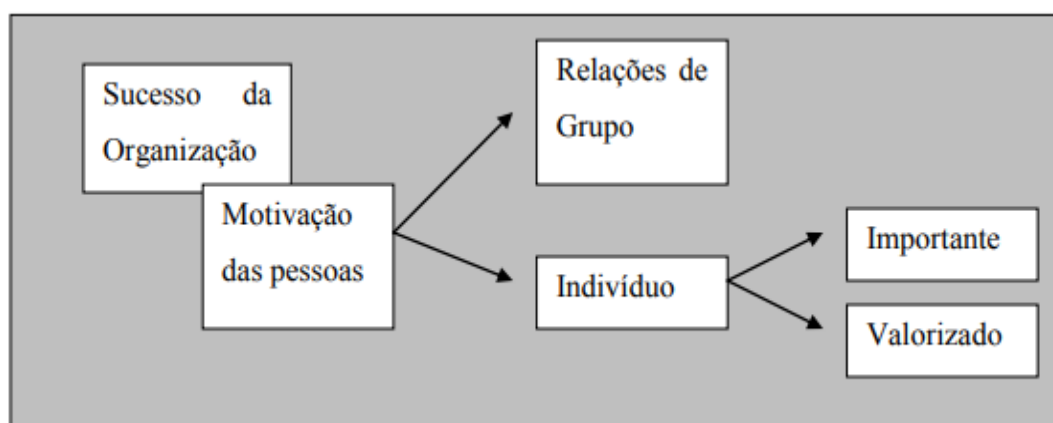 Sucesso da
Organização
Motivação
das pessoas
Relações de
Grupo
Indivíduo
Importante
Valorizado